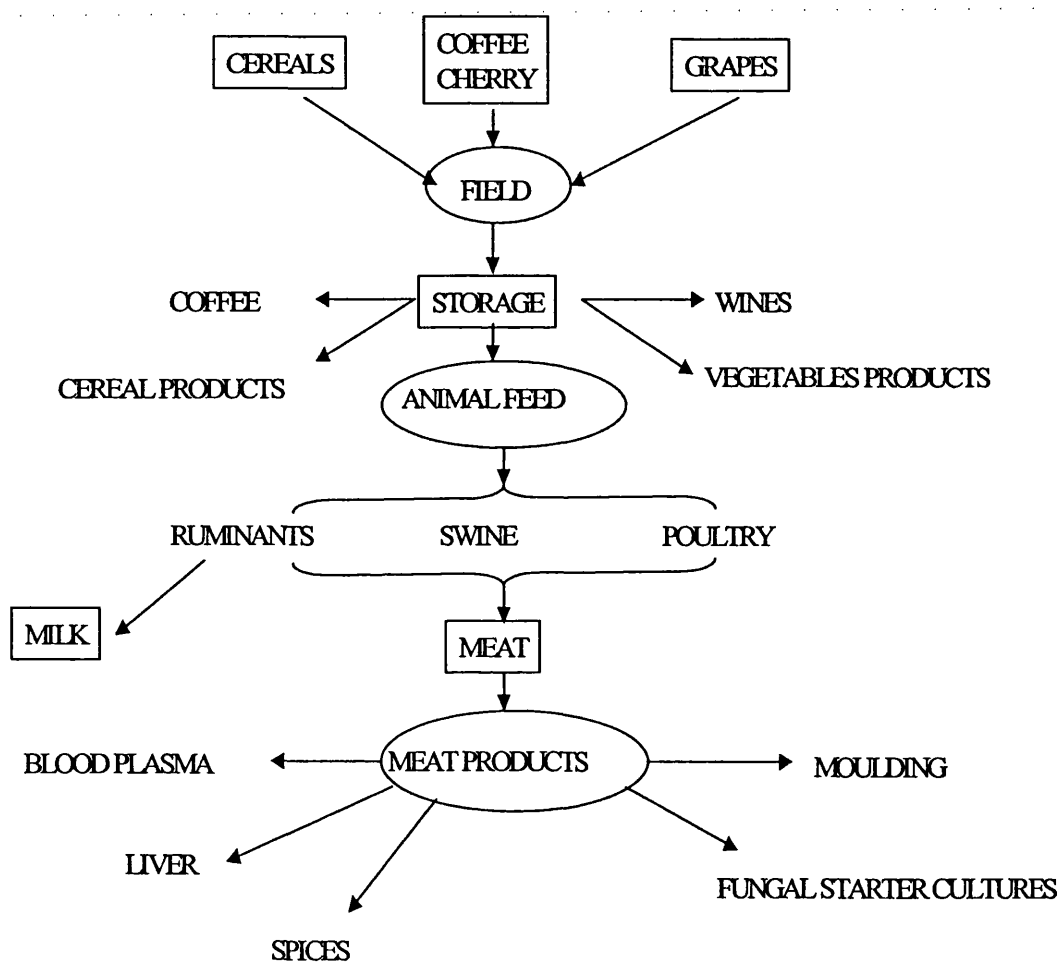 CEREALS
COFFEE
CHERRY
GRAPES
FIELD
COFFEE
STORAGE
WINES
CEREAL PRODUCTS
ANIMAL FEED
VEGETABLES PRODUCTS
RUMINANTS
SWINE
POULTRY
MILK
MEAT
BLOOD PLASMA
MEAT PRODUCTS
MOULDING
LIVER
FUNGAL STARTER CULTURES
SPICES